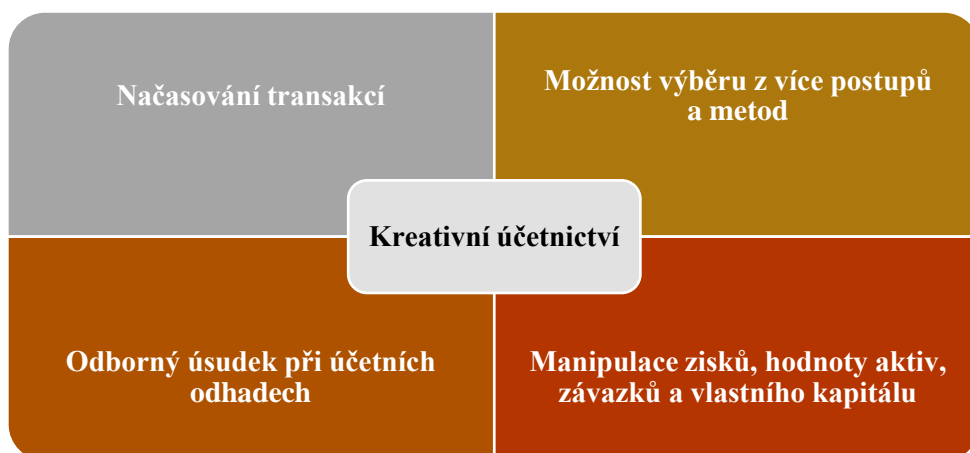 Načasování transakcí
Možnost výběru z více postupů
a metod
Kreativní účetnictví
Odborný úsudek při účetních
odhadech
Manipulace zisků, hodnoty aktiv,
závazků a vlastního kapitálu